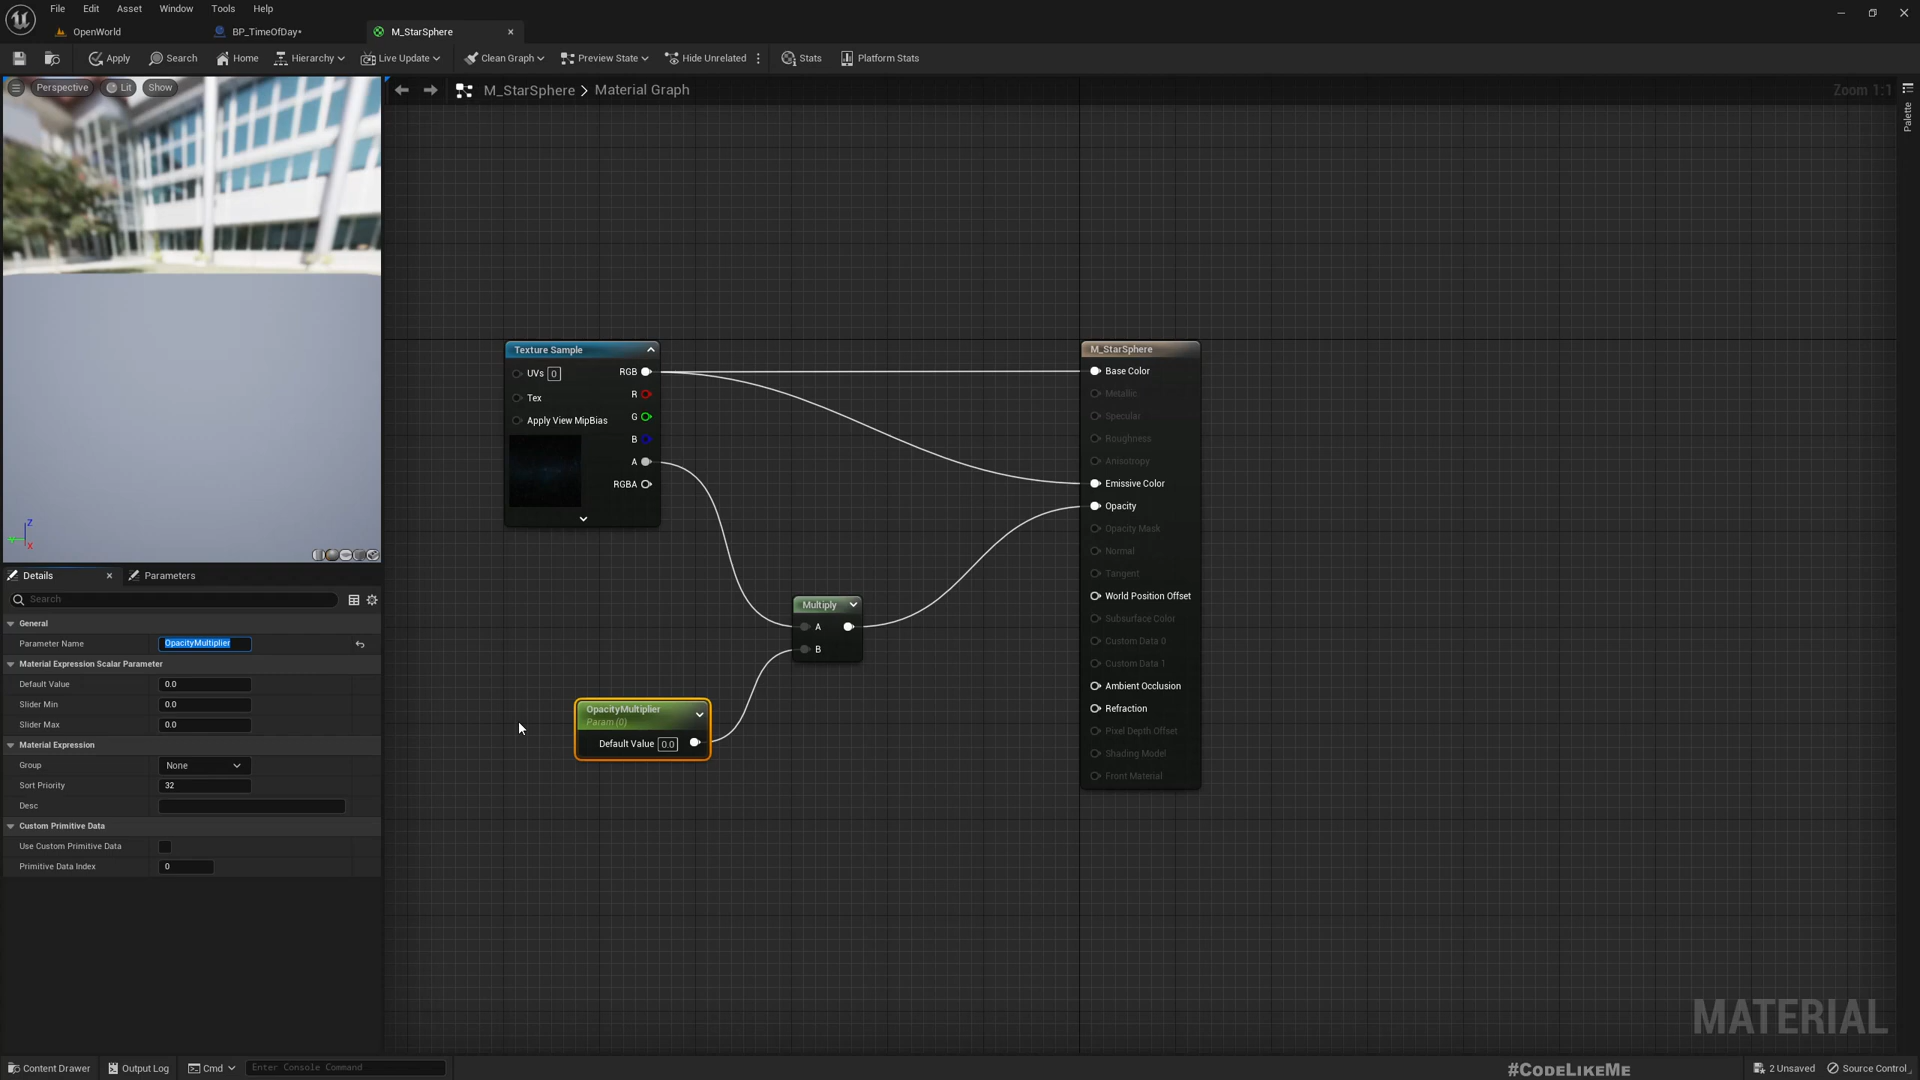 File Edit Asset Window Tools Help
OpenWorld BP_TimeOfDay* M_StarSphere
Apply Search Home Hierarchy Live Update Clean Graph Preview State Hide Unrelated Stats Platform Stats
Perspective Lit Show
M_StarSphere > Material Graph
Zoom 1:1
Palette
Texture Sample
UVs 0 RGB
R
Tex
G
Apply View MipBias
B
A
RGBA
M_StarSphere
Base Color
Metallic
Specular
Roughness
Anisotropy
Emissive Color
Opacity
Opacity Mask
Normal
Tangent
World Position Offset
Subsurface Color
Custom Data 0
Custom Data 1
Ambient Occlusion
Refraction
Pixel Depth Offset
Shading Model
Front Material
Multiply
A
B
OpacityMultiplier
Param (0)
Default Value 0.0
Z
Y
X
Details Parameters
Search
General
Parameter Name OpacityMultiplier
Material Expression Scalar Parameter
Default Value 0.0
Slider Min 0.0
Slider Max 0.0
Material Expression
Group None
Sort Priority 32
Desc
Custom Primitive Data
Use Custom Primitive Data
Primitive Data Index 0
MATERIAL
Content Drawer Output Log Cmd Enter Console Command
#CODELIKEME
2 Unsaved Source Control